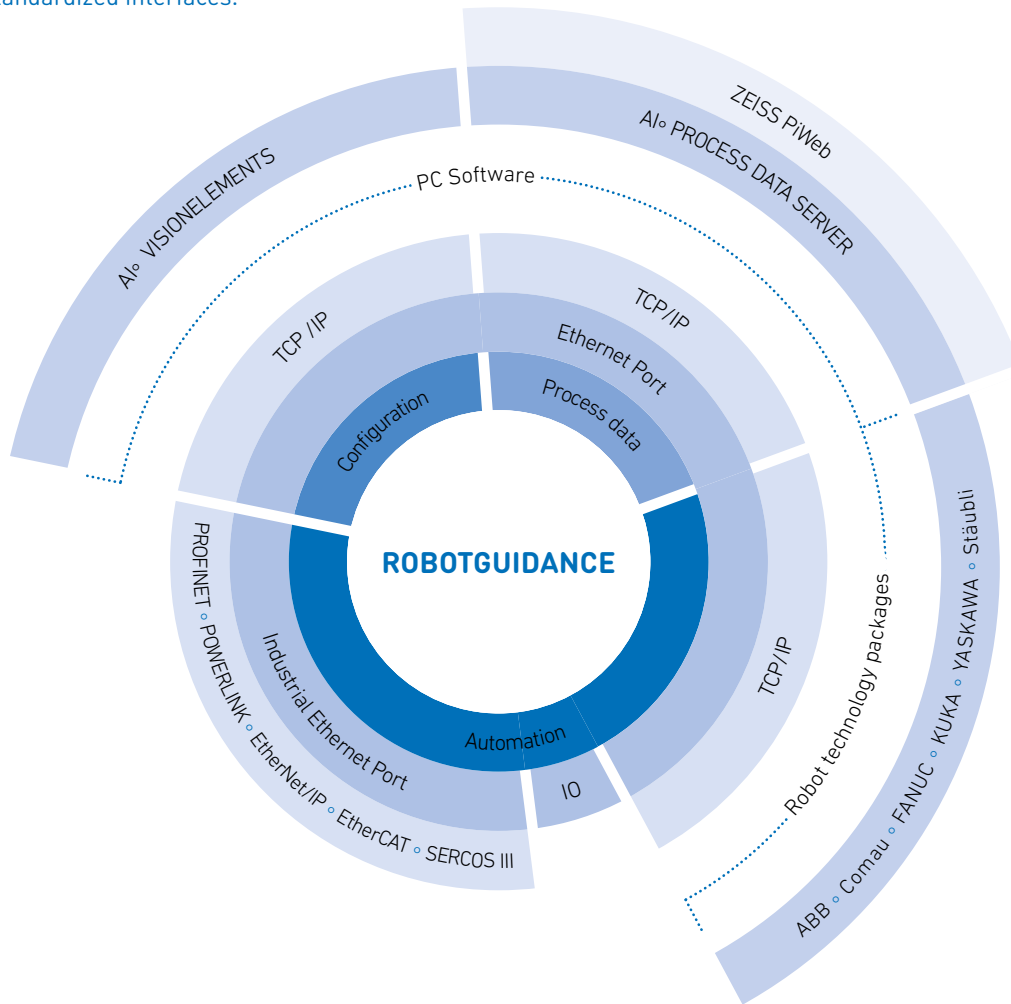 standardized interfaces.
ZEISS PiWeb
AI° PROCESS DATA SERVER
AI° VISIONELEMENTS
PC Software
TCP /IP
TCP/IP
Ethernet Port
Configuration
Process data
ROBOTGUIDANCE
PROFINET ∘ POWERLINK ∘ EtherNet/IP ∘ EtherCAT ∘ SERCOS III
Industrial Ethernet Port
Automation
IO
TCP/IP
Robot technology packages
ABB ∘ Comau ∘ FANUC ∘ KUKA ∘ YASKAWA ∘ Stäubli